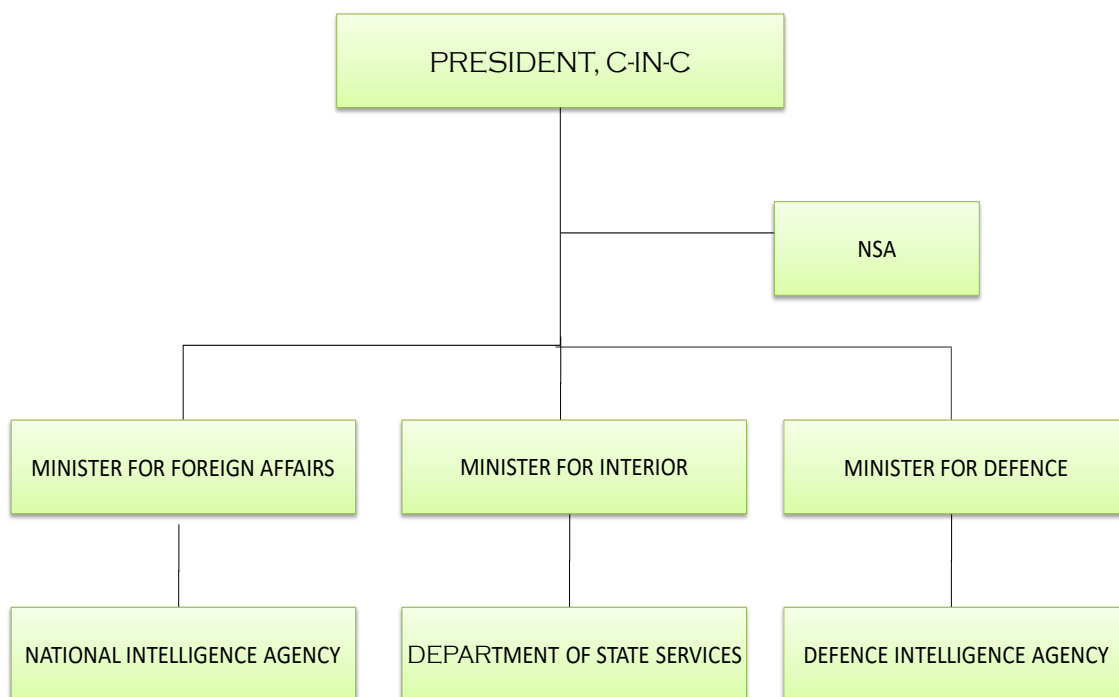 PRESIDENT, C-IN-C
NSA
MINISTER FOR FOREIGN AFFAIRS
MINISTER FOR INTERIOR
MINISTER FOR DEFENCE
NATIONAL INTELLIGENCE AGENCY
DEPARTMENT OF STATE SERVICES
DEFENCE INTELLIGENCE AGENCY